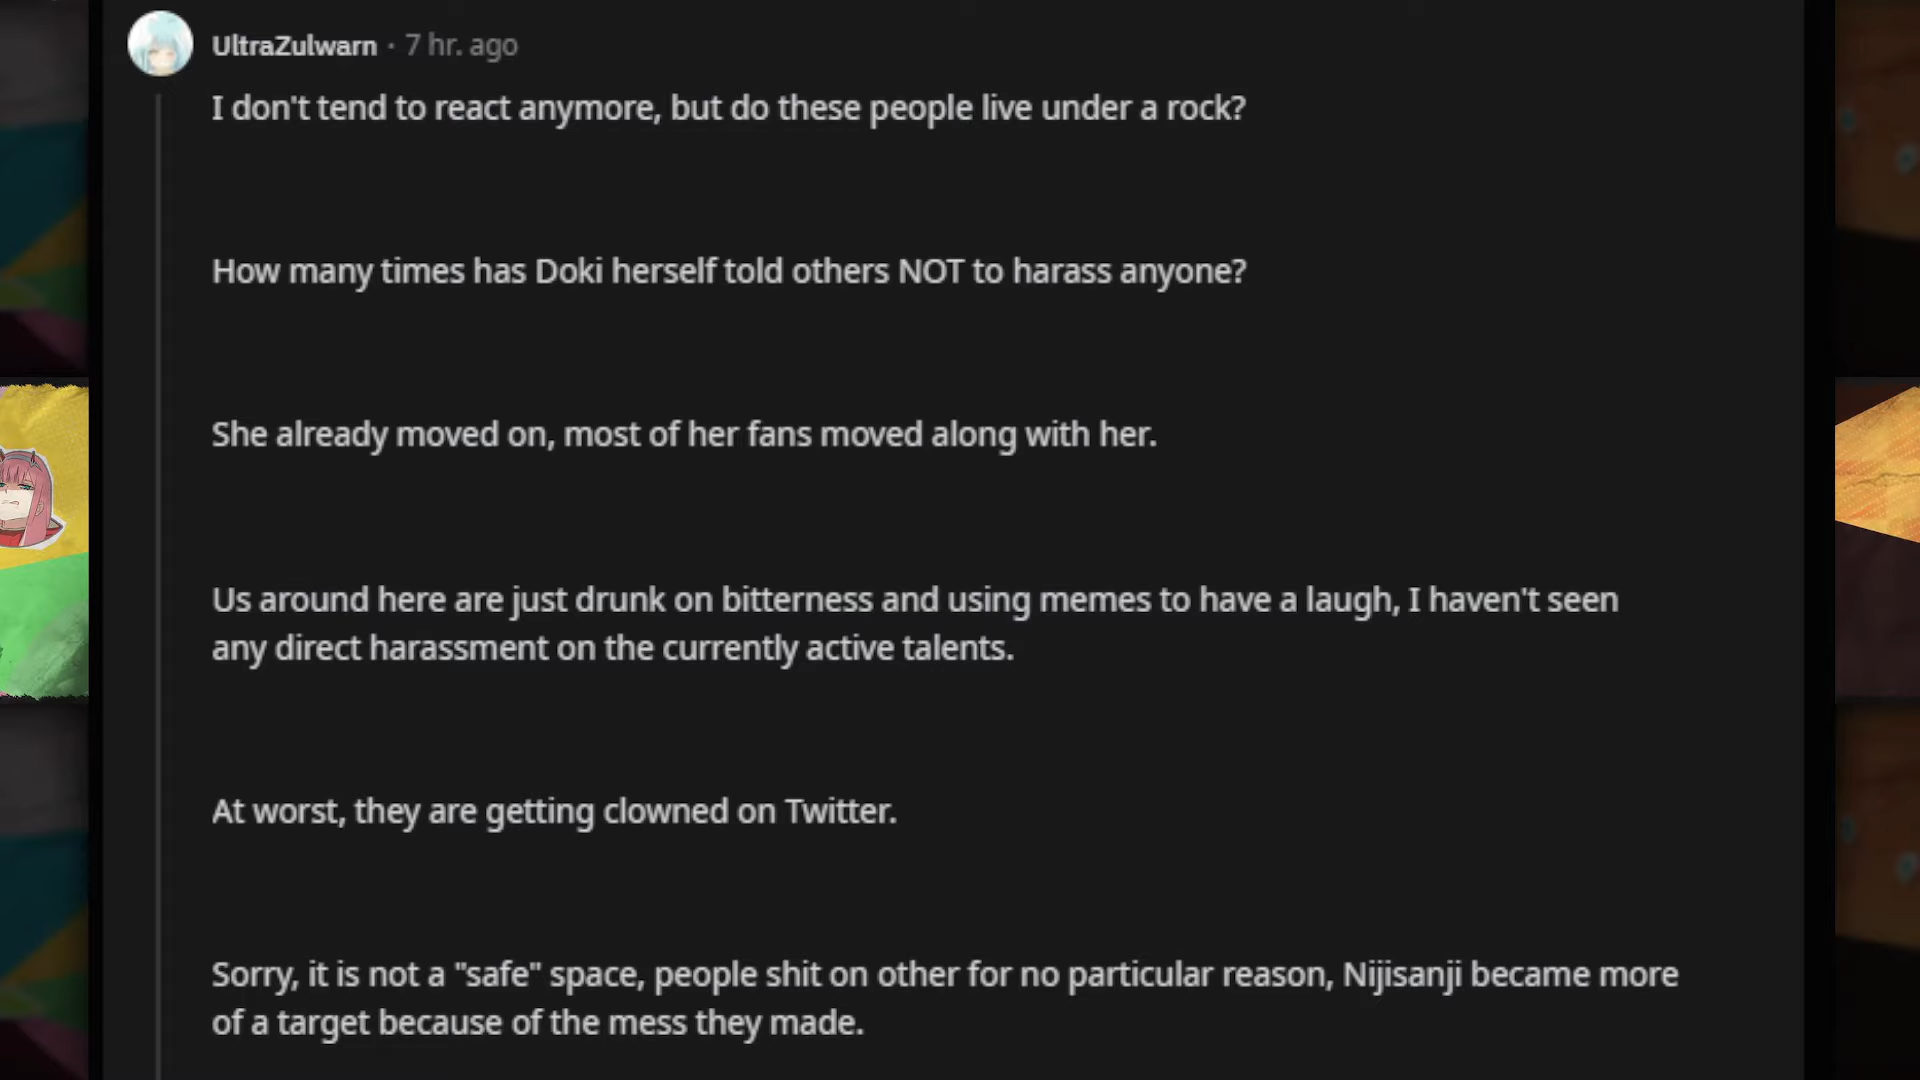 UltraZulwarn · 7 hr. ago
I don't tend to react anymore, but do these people live under a rock?
How many times has Doki herself told others NOT to harass anyone?
She already moved on, most of her fans moved along with her.
Us around here are just drunk on bitterness and using memes to have a laugh, I haven't seen
any direct harassment on the currently active talents.
At worst, they are getting clowned on Twitter.
Sorry, it is not a "safe" space, people shit on other for no particular reason, Nijisanji became more
of a target because of the mess they made.